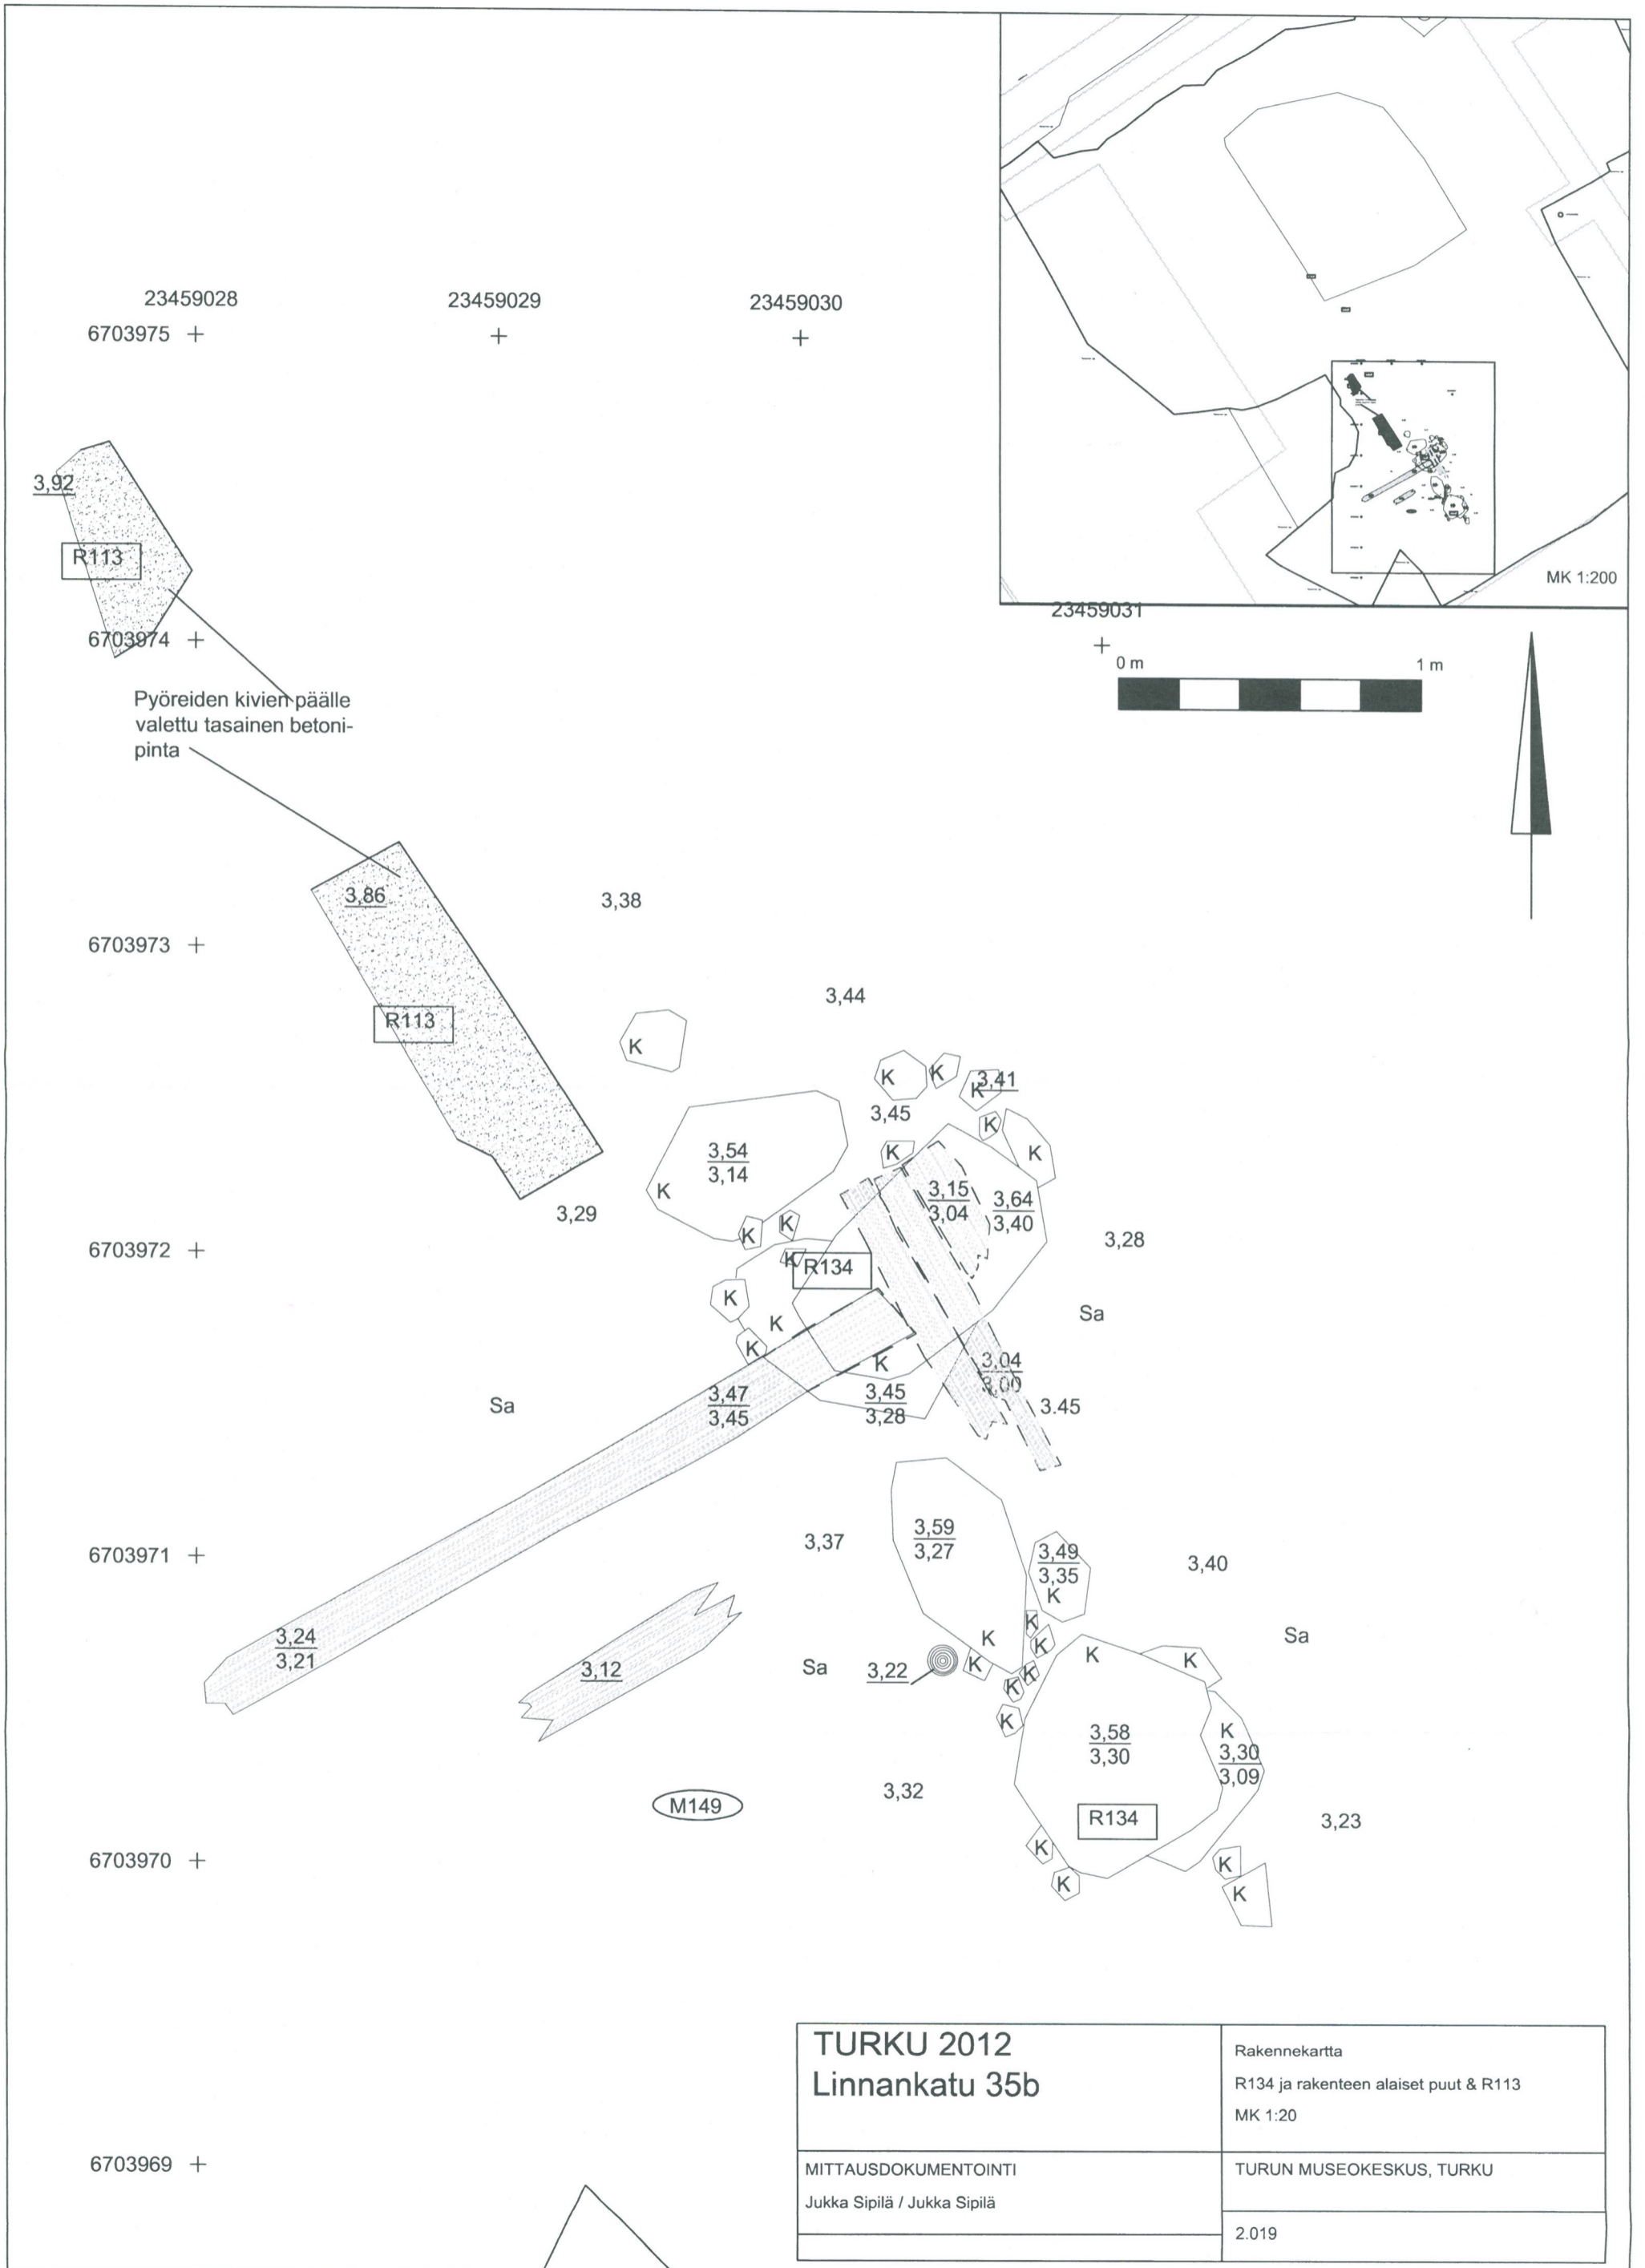 MK 1:200
23459028
23459029
23459030
6703975
3,92
R113
23459031
6703974
0 m
1 m
Pyöreiden kivien päälle
valettu tasainen betoni-
pinta
3,86
3,38
6703973
3,44
R113
K
K
K
3,41
K
3,45
K
K
K
3,54
3,14
K
3,15
3,04
3,64
3,40
3,29
K
K
3,28
6703972
K
R134
K
Sa
K
K
K
3,04
3,00
3,47
3,45
3,45
3,28
3.45
Sa
3,59
3,27
3,37
3,49
3,35
K
3,40
6703971
K
K
K
Sa
3,24
3,21
3,12
Sa
3,22
K
K
K
K
K
K
3,58
3,30
K
3,30
3,09
M149
3,32
R134
3,23
K
6703970
K
K
K
TURKU 2012
Linnankatu 35b
Rakennekartta
R134 ja rakenteen alaiset puut & R113
MK 1:20
6703969
MITTAUSDOKUMENTOINTI
Jukka Sipilä / Jukka Sipilä
TURUN MUSEOKESKUS, TURKU
2.019